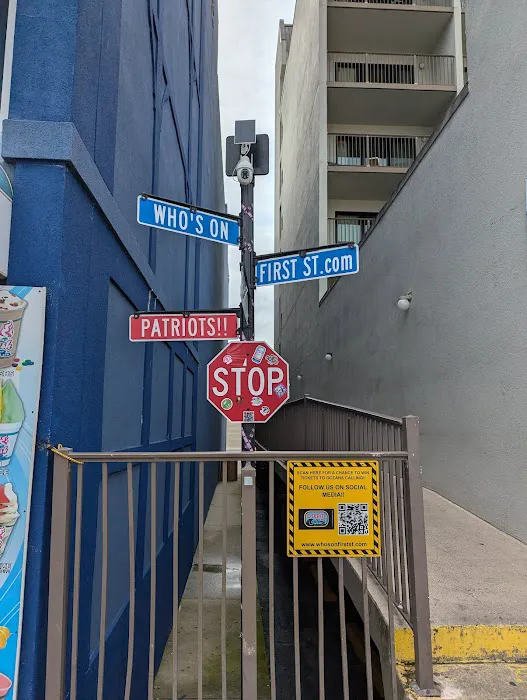 WHO'S ON
FIRST ST.com
PATRIOTS!!
STOP
SCAN HERE FOR A CHANCE TO WIN
TICKETS TO OCEANS CALLING!
FOLLOW US ON SOCIAL
MEDIA!!
www.whosonfirstst.com